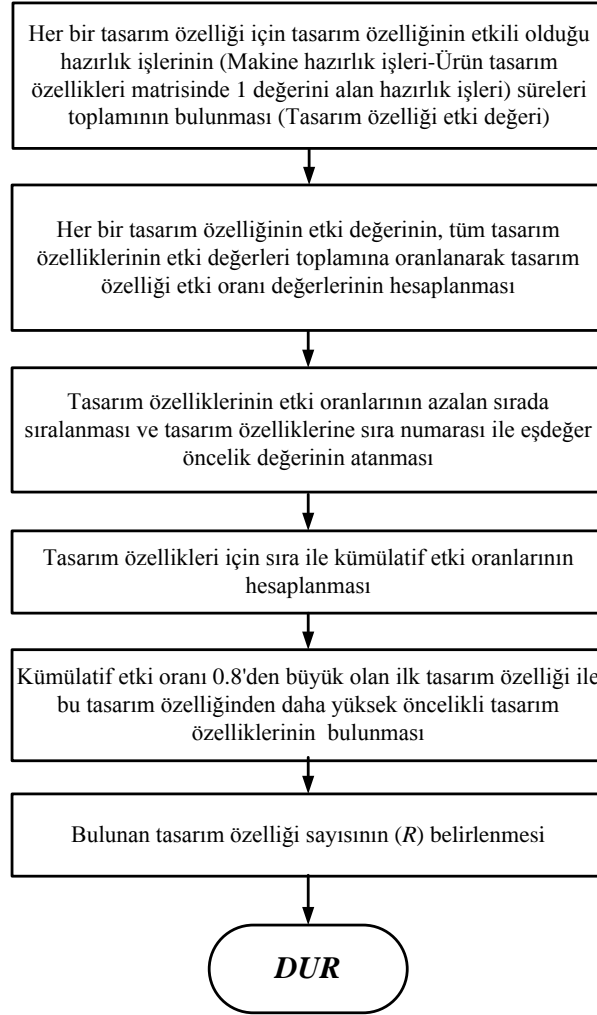 Her bir tasarım özelliği için tasarım özelliğinin etkili olduğu
hazırlık işlerinin (Makine hazırlık işleri-Ürün tasarım
özellikleri matrisinde 1 değerini alan hazırlık işleri) süreleri
toplamının bulunması (Tasarım özelliği etki değeri)
Her bir tasarım özelliğinin etki değerinin, tüm tasarım
özelliklerinin etki değerleri toplamına oranlanarak tasarım
özelliği etki oranı değerlerinin hesaplanması
Tasarım özelliklerinin etki oranlarının azalan sırada
sıralanması ve tasarım özelliklerine sıra numarası ile eşdeğer
öncelik değerinin atanması
Tasarım özellikleri için sıra ile kümülatif etki oranlarının
hesaplanması
Kümülatif etki oranı 0.8'den büyük olan ilk tasarım özelliği ile
bu tasarım özelliğinden daha yüksek öncelikli tasarım
özelliklerinin bulunması
Bulunan tasarım özelliği sayısının (R) belirlenmesi
DUR